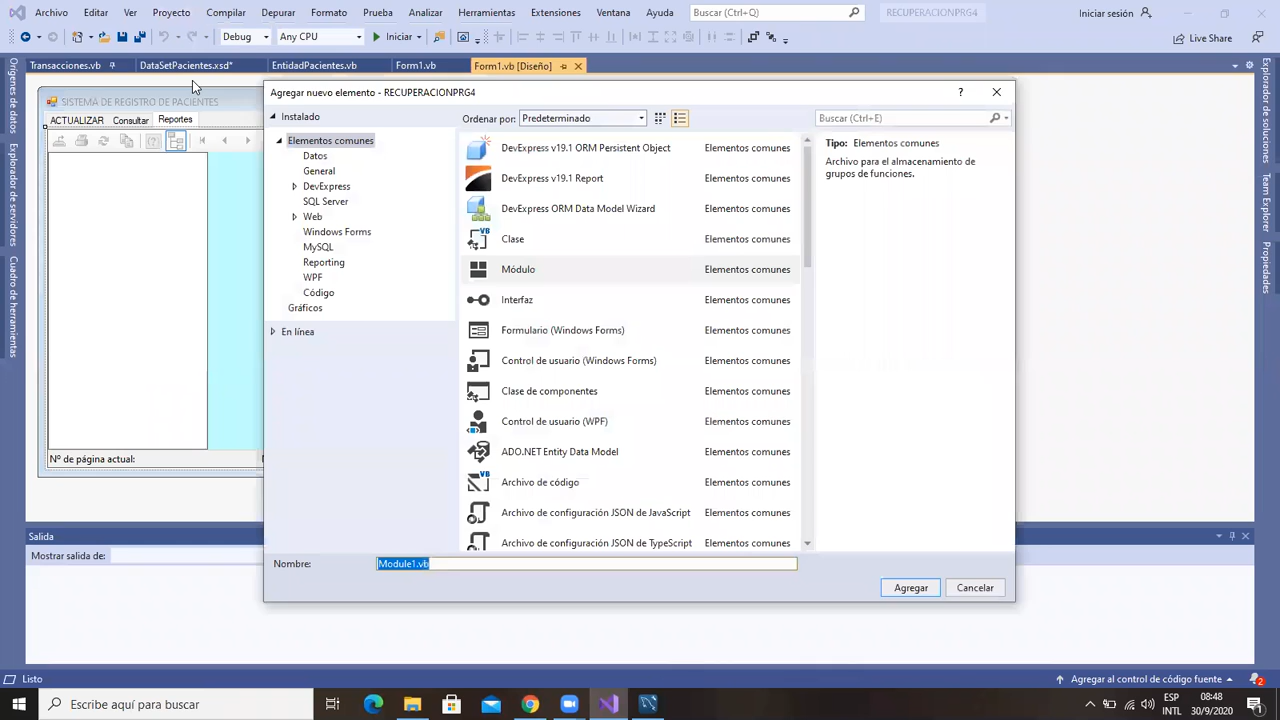 Archivo Editar Ver Proyecto Compilar Depurar Formato Prueba Analizar Herramientas Extensiones Ventana Ayuda Buscar (Ctrl+Q) RECUPERACIONPRG4 Iniciar sesión
Debug Any CPU Iniciar Live Share
Transacciones.vb DataSetPacientes.xsd* EntidadPacientes.vb Form1.vb Form1.vb [Diseño]
Orígenes de datos
Explorador de servidores
Cuadro de herramientas
SISTEMA DE REGISTRO DE PACIENTES
ACTUALIZAR Consultar Reportes
Nº de página actual:
Agregar nuevo elemento - RECUPERACIONPRG4
Instalado
Ordenar por: Predeterminado
Buscar (Ctrl+E)
Elementos comunes
Datos
General
DevExpress
SQL Server
Web
Windows Forms
MySQL
Reporting
WPF
Código
Gráficos
En línea
DevExpress v19.1 ORM Persistent Object Elementos comunes
DevExpress v19.1 Report Elementos comunes
DevExpress ORM Data Model Wizard Elementos comunes
Clase Elementos comunes
Módulo Elementos comunes
Interfaz Elementos comunes
Formulario (Windows Forms) Elementos comunes
Control de usuario (Windows Forms) Elementos comunes
Clase de componentes Elementos comunes
Control de usuario (WPF) Elementos comunes
ADO.NET Entity Data Model Elementos comunes
Archivo de código Elementos comunes
Archivo de configuración JSON de JavaScript Elementos comunes
Archivo de configuración JSON de TypeScript Elementos comunes
Tipo: Elementos comunes
Archivo para el almacenamiento de
grupos de funciones.
Nombre: Module1.vb
Agregar Cancelar
Explorador de soluciones
Team Explorer
Propiedades
Salida
Mostrar salida de:
Listo Agregar al control de código fuente 2
Escribe aquí para buscar
ESP 08:48
INTL 30/9/2020